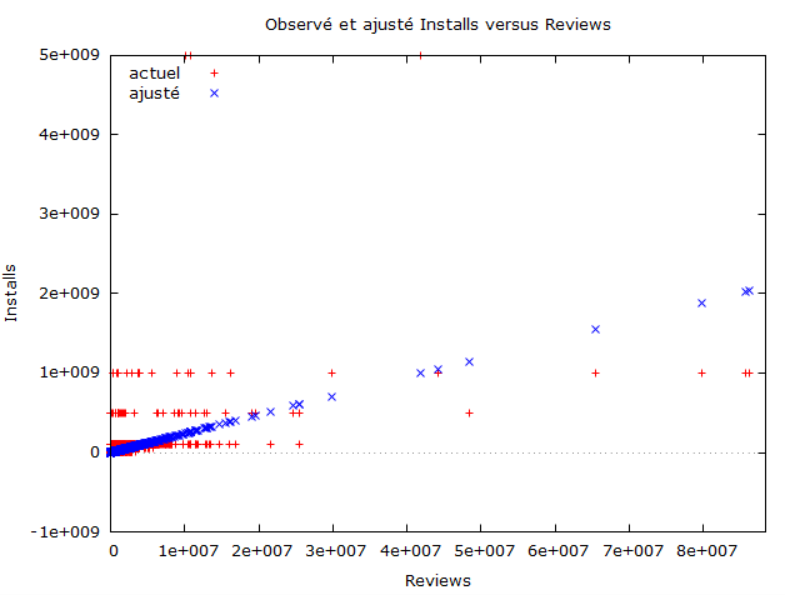 Observé et ajusté Installs versus Reviews
5e+009
actuel
ajusté
4e+009
3e+009
Installs
2e+009
1e+009
0
-1e+009
0 1e+007 2e+007 3e+007 4e+007 5e+007 6e+007 7e+007 8e+007
Reviews